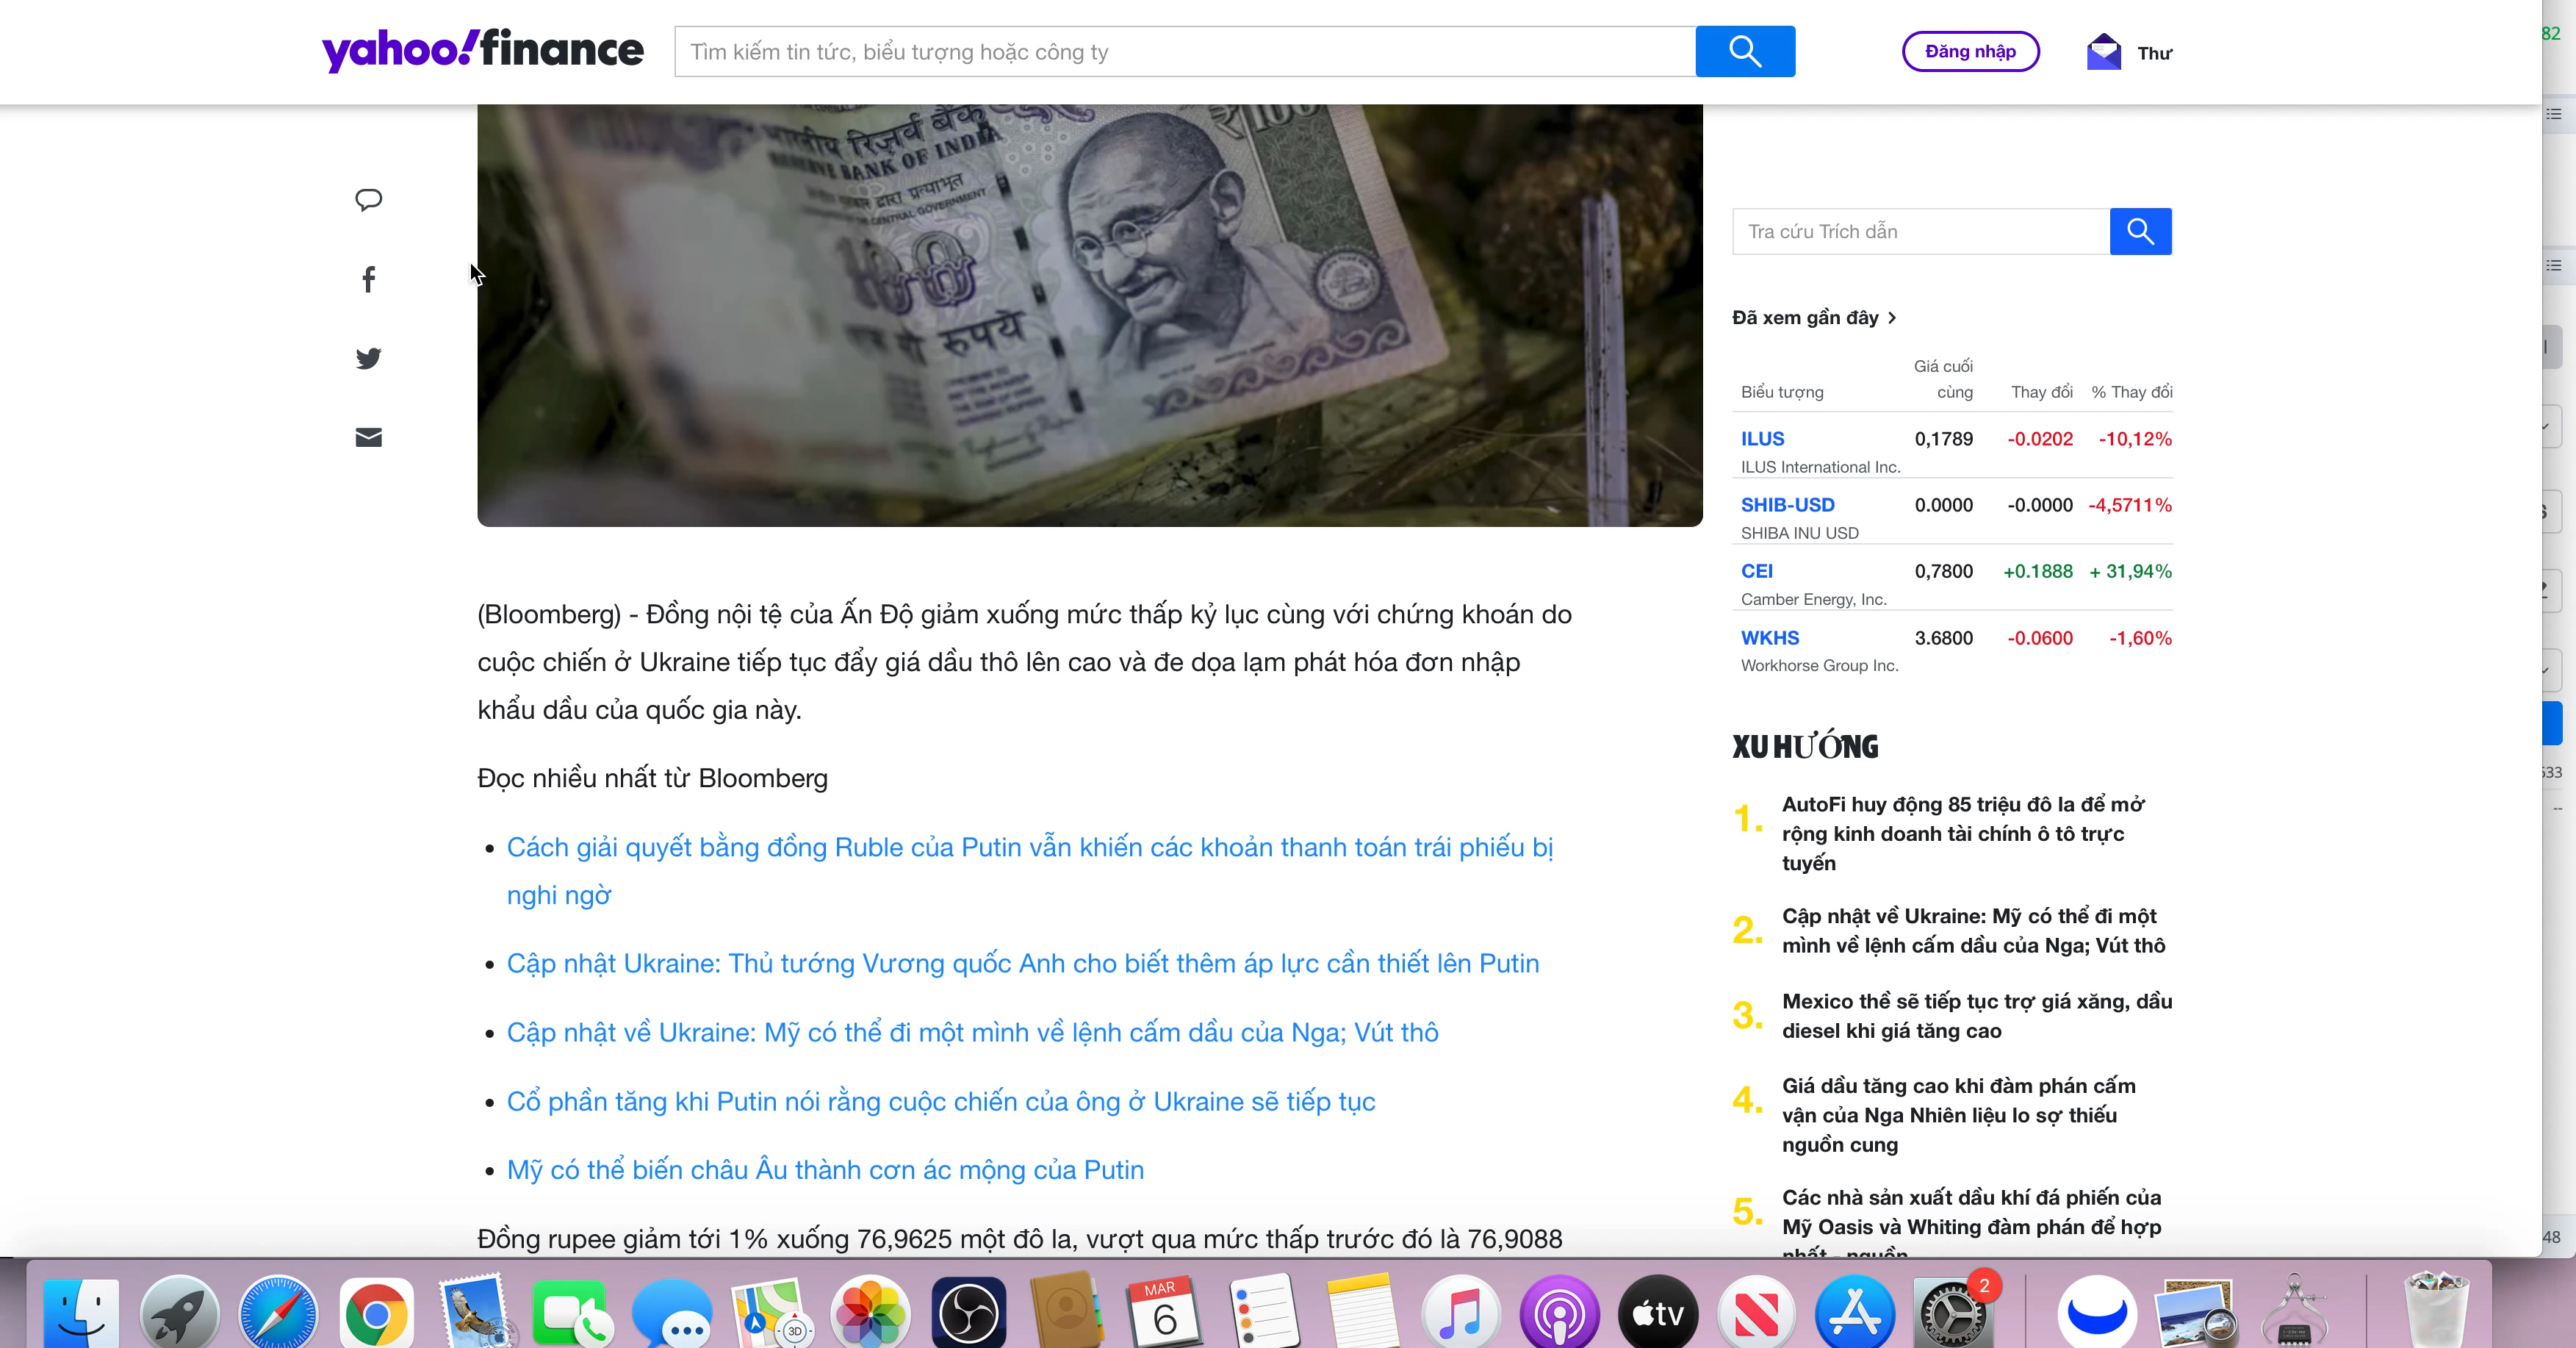 yahoo!finance
Tìm kiếm tin tức, biểu tượng hoặc công ty
Đăng nhập
Thư
82
भारतीय रिज़र्व बैंक
RESERVE BANK OF INDIA
CENTRAL GOVERNMENT
₹100
रुपये
(Bloomberg) - Đồng nội tệ của Ấn Độ giảm xuống mức thấp kỷ lục cùng với chứng khoán do
cuộc chiến ở Ukraine tiếp tục đẩy giá dầu thô lên cao và đe dọa lạm phát hóa đơn nhập
khẩu dầu của quốc gia này.
Đọc nhiều nhất từ Bloomberg
Cách giải quyết bằng đồng Ruble của Putin vẫn khiến các khoản thanh toán trái phiếu bị
nghi ngờ
Cập nhật Ukraine: Thủ tướng Vương quốc Anh cho biết thêm áp lực cần thiết lên Putin
Cập nhật về Ukraine: Mỹ có thể đi một mình về lệnh cấm dầu của Nga; Vút thô
Cổ phần tăng khi Putin nói rằng cuộc chiến của ông ở Ukraine sẽ tiếp tục
Mỹ có thể biến châu Âu thành cơn ác mộng của Putin
Đồng rupee giảm tới 1% xuống 76,9625 một đô la, vượt qua mức thấp trước đó là 76,9088
Tra cứu Trích dẫn
Đã xem gần đây
Biểu tượng Giá cuối cùng Thay đổi % Thay đổi
ILUS 0,1789 -0.0202 -10,12%
ILUS International Inc.
SHIB-USD 0.0000 -0.0000 -4,5711%
SHIBA INU USD
CEI 0,7800 +0.1888 + 31,94%
Camber Energy, Inc.
WKHS 3.6800 -0.0600 -1,60%
Workhorse Group Inc.
XU HƯỚNG
1. AutoFi huy động 85 triệu đô la để mở
rộng kinh doanh tài chính ô tô trực
tuyến
2. Cập nhật về Ukraine: Mỹ có thể đi một
mình về lệnh cấm dầu của Nga; Vút thô
3. Mexico thề sẽ tiếp tục trợ giá xăng, dầu
diesel khi giá tăng cao
4. Giá dầu tăng cao khi đàm phán cấm
vận của Nga Nhiên liệu lo sợ thiếu
nguồn cung
5. Các nhà sản xuất dầu khí đá phiến của
Mỹ Oasis và Whiting đàm phán để hợp
nhất - nguồn
533
--
48
3D
MAR
6
tv
2